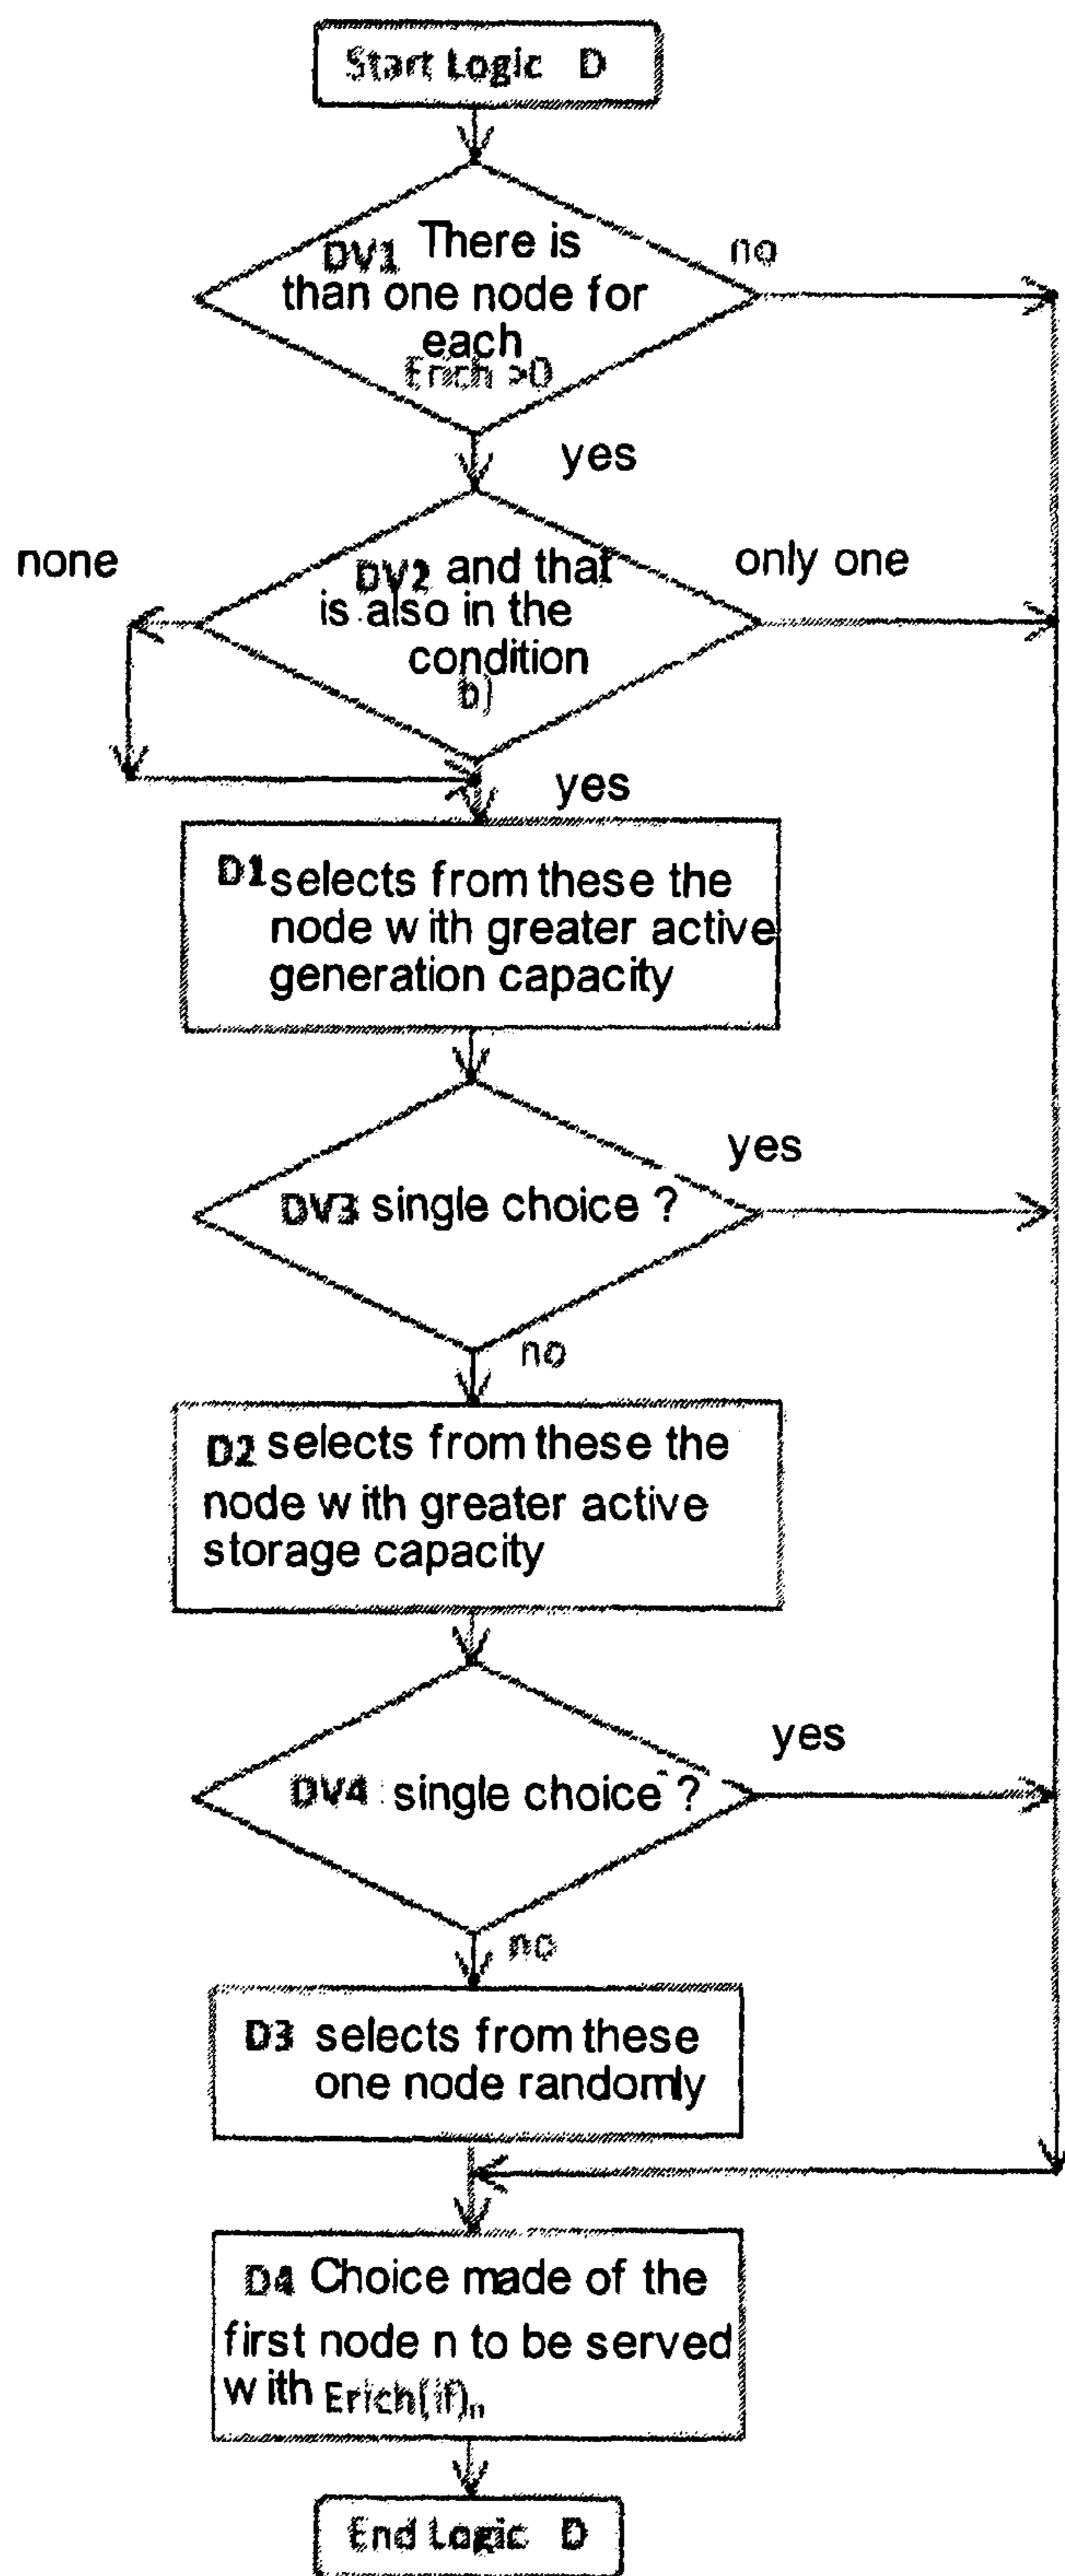 Start Logic D
DV1 There is
than one node for
each
Erich >0
no
yes
none
DV2 and that
is also in the
condition
b)
only one
yes
D1 selects from these the
node with greater active
generation capacity
DV3 single choice ?
yes
no
D2 selects from these the
node with greater active
storage capacity
DV4 single choice ?
yes
no
D3 selects from these
one node randomly
D4 Choice made of the
first node n to be served
with Erich(if)n
End Logic D